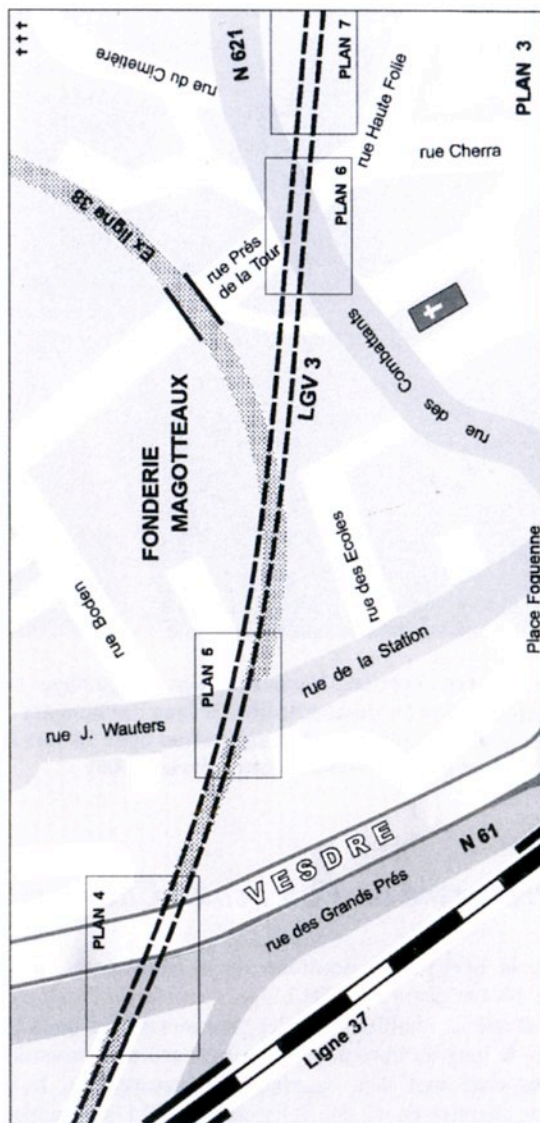 †††
rue du Cimetière
N 621
PLAN 7
rue Haute Folie
rue Cherra
PLAN 3
PLAN 6
Ex ligne 38
rue Prés
de la Tour
LGV 3
rue des Combattants
FONDERIE
MAGOTTEAUX
rue Boden
rue des Ecoles
Place Foquenne
PLAN 5
rue de la Station
rue J. Wauters
PLAN 4
VESDRE
N 61
rue des Grands Prés
Ligne 37